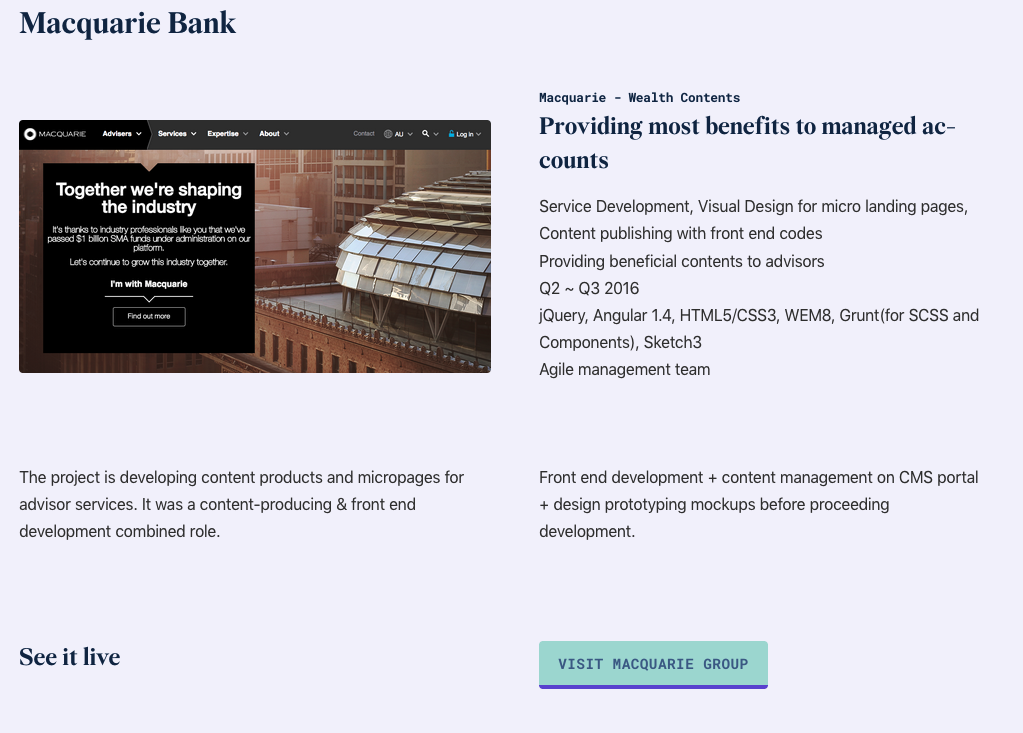 Macquarie Bank
MACQUARIE
Advisers
Services
Expertise
About
Contact
AU
Log in
Together we're shaping
the industry
It's thanks to industry professionals like you that we've
passed $1 billion SMA funds under administration on our
platform.
Let's continue to grow this industry together.
I'm with Macquarie
Find out more
Macquarie – Wealth Contents
Providing most benefits to managed ac-
counts
Service Development, Visual Design for micro landing pages,
Content publishing with front end codes
Providing beneficial contents to advisors
Q2 ~ Q3 2016
jQuery, Angular 1.4, HTML5/CSS3, WEM8, Grunt(for SCSS and
Components), Sketch3
Agile management team
The project is developing content products and micropages for
advisor services. It was a content-producing & front end
development combined role.
Front end development + content management on CMS portal
+ design prototyping mockups before proceeding
development.
See it live
VISIT MACQUARIE GROUP